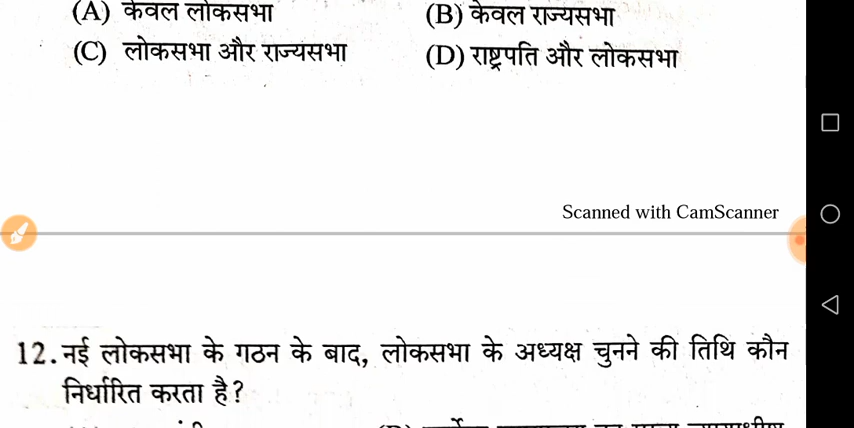 (A) केवल लोकसभा
(B) केवल राज्यसभा
(C) लोकसभा और राज्यसभा
(D) राष्ट्रपति और लोकसभा
Scanned with CamScanner
12. नई लोकसभा के गठन के बाद, लोकसभा के अध्यक्ष चुनने की तिथि कौन
निर्धारित करता है?